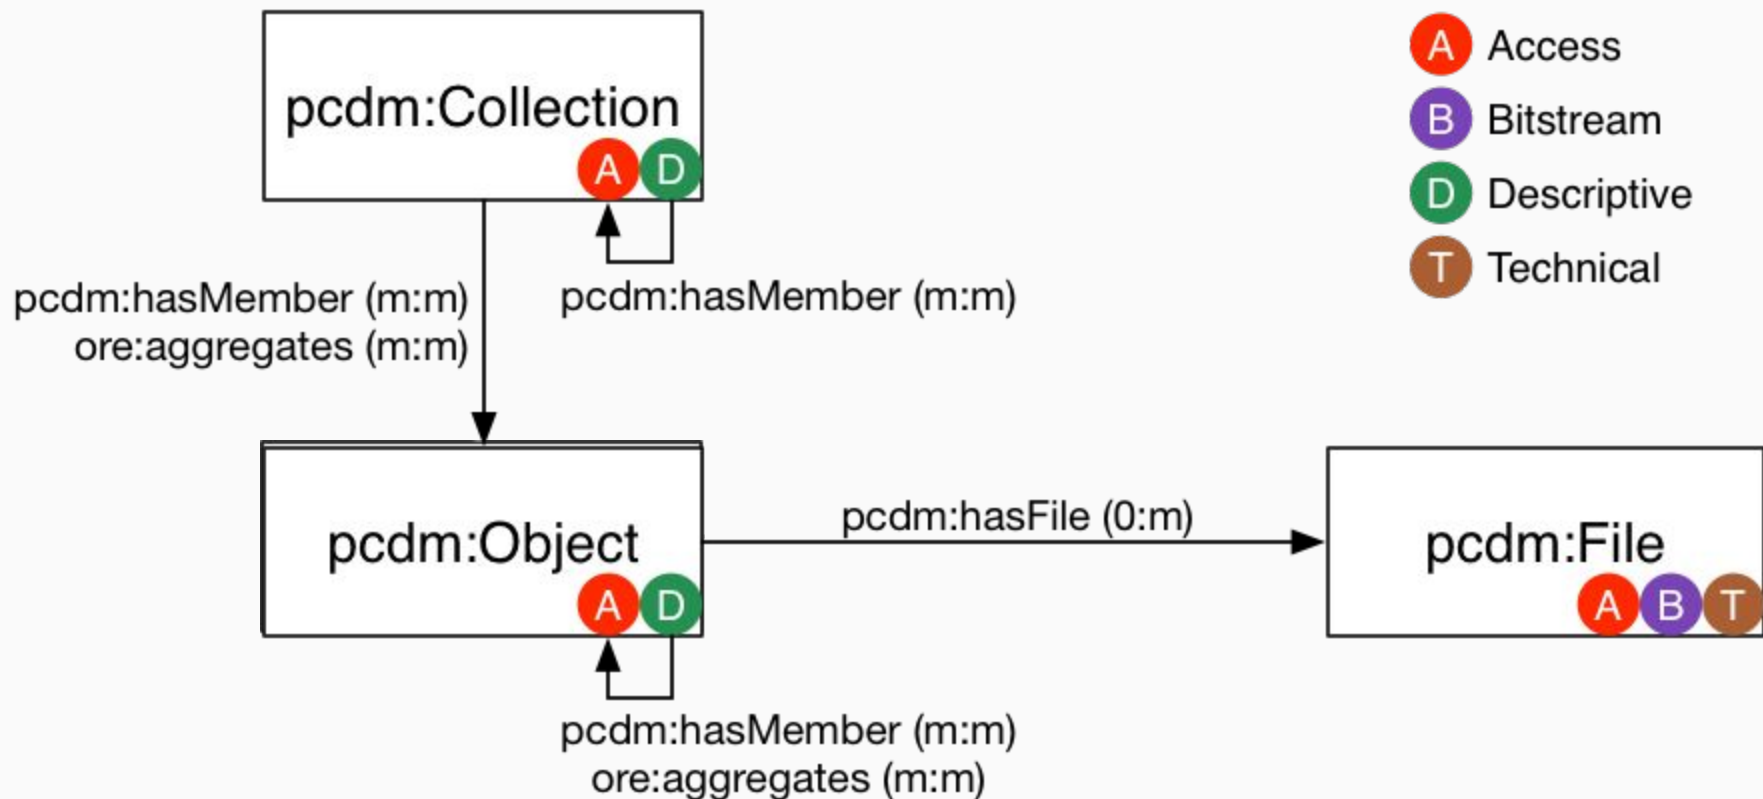 pcdm:Collection
A D
A Access
B Bitstream
D Descriptive
T Technical
pcdm:hasMember (m:m)
ore:aggregates (m:m)
pcdm:hasMember (m:m)
pcdm:Object
A D
pcdm:hasFile (0:m)
pcdm:File
A B T
pcdm:hasMember (m:m)
ore:aggregates (m:m)